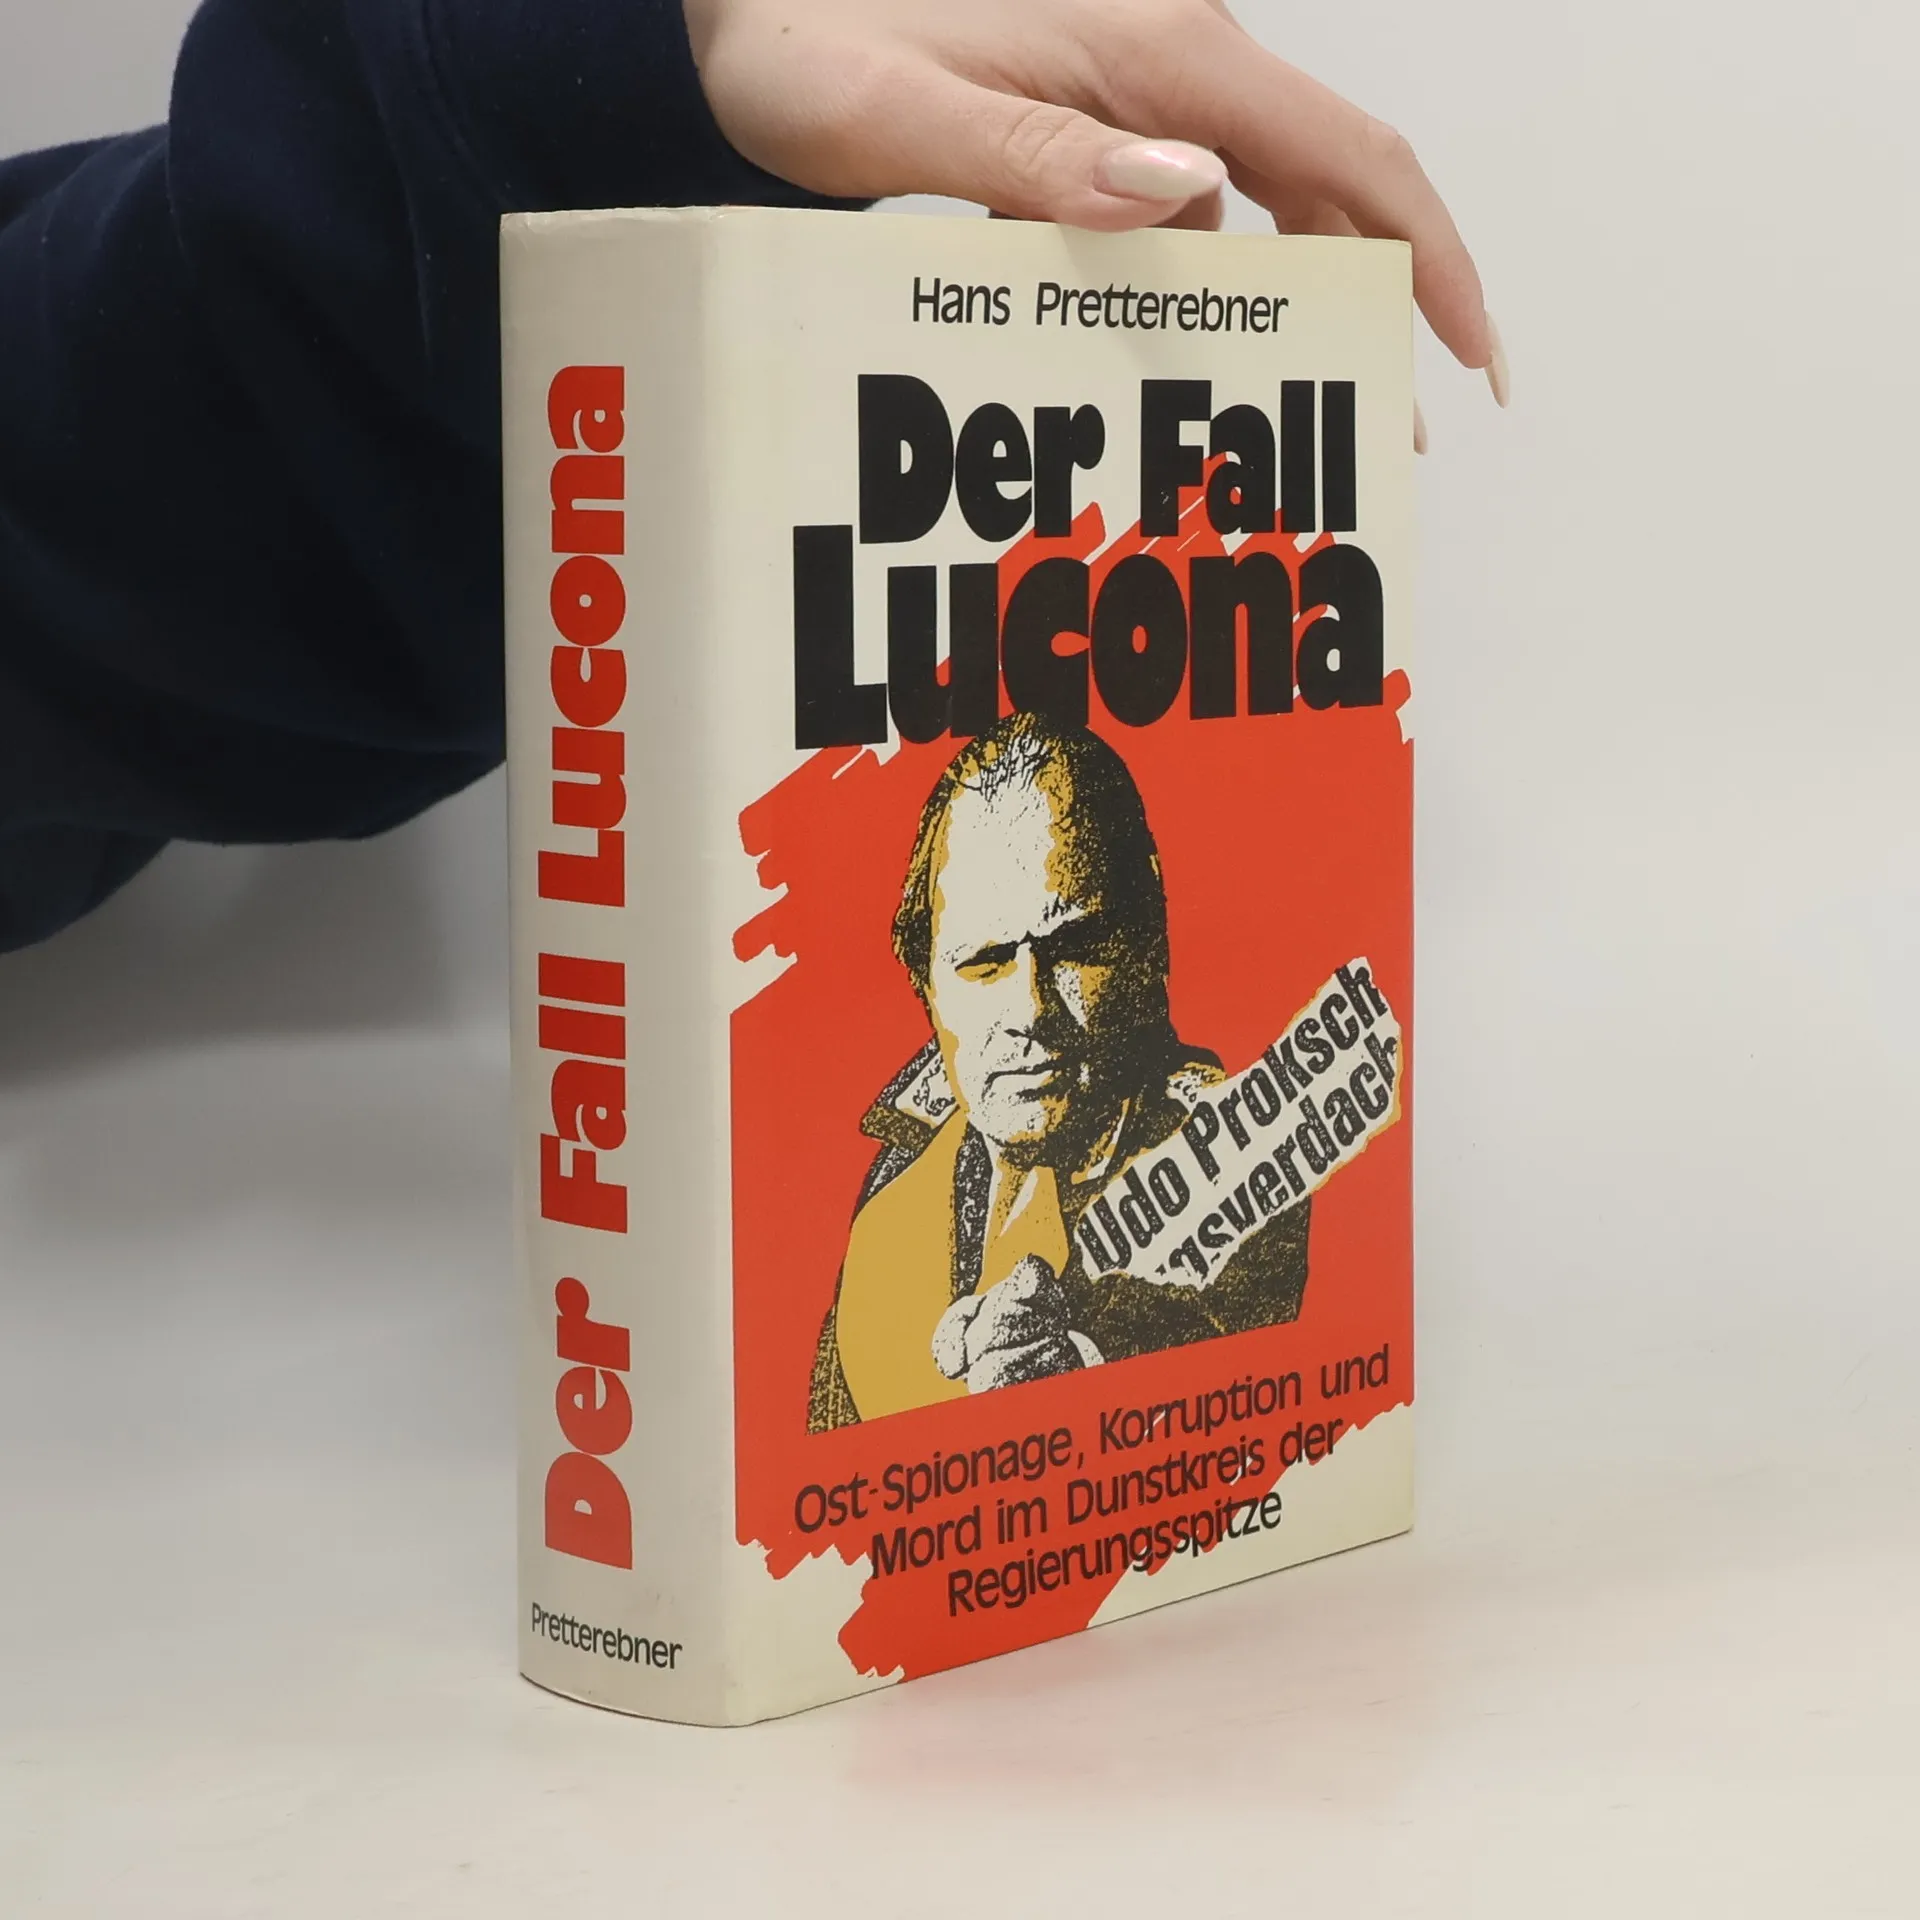 Hans Pretterebner
Der Fall
Lucona
Udo Proksch
gsverdach
Ost-Spionage, Korruption und
Mord im Dunstkreis der
Regierungsspitze
Der Fall Lucona
Pretterebner